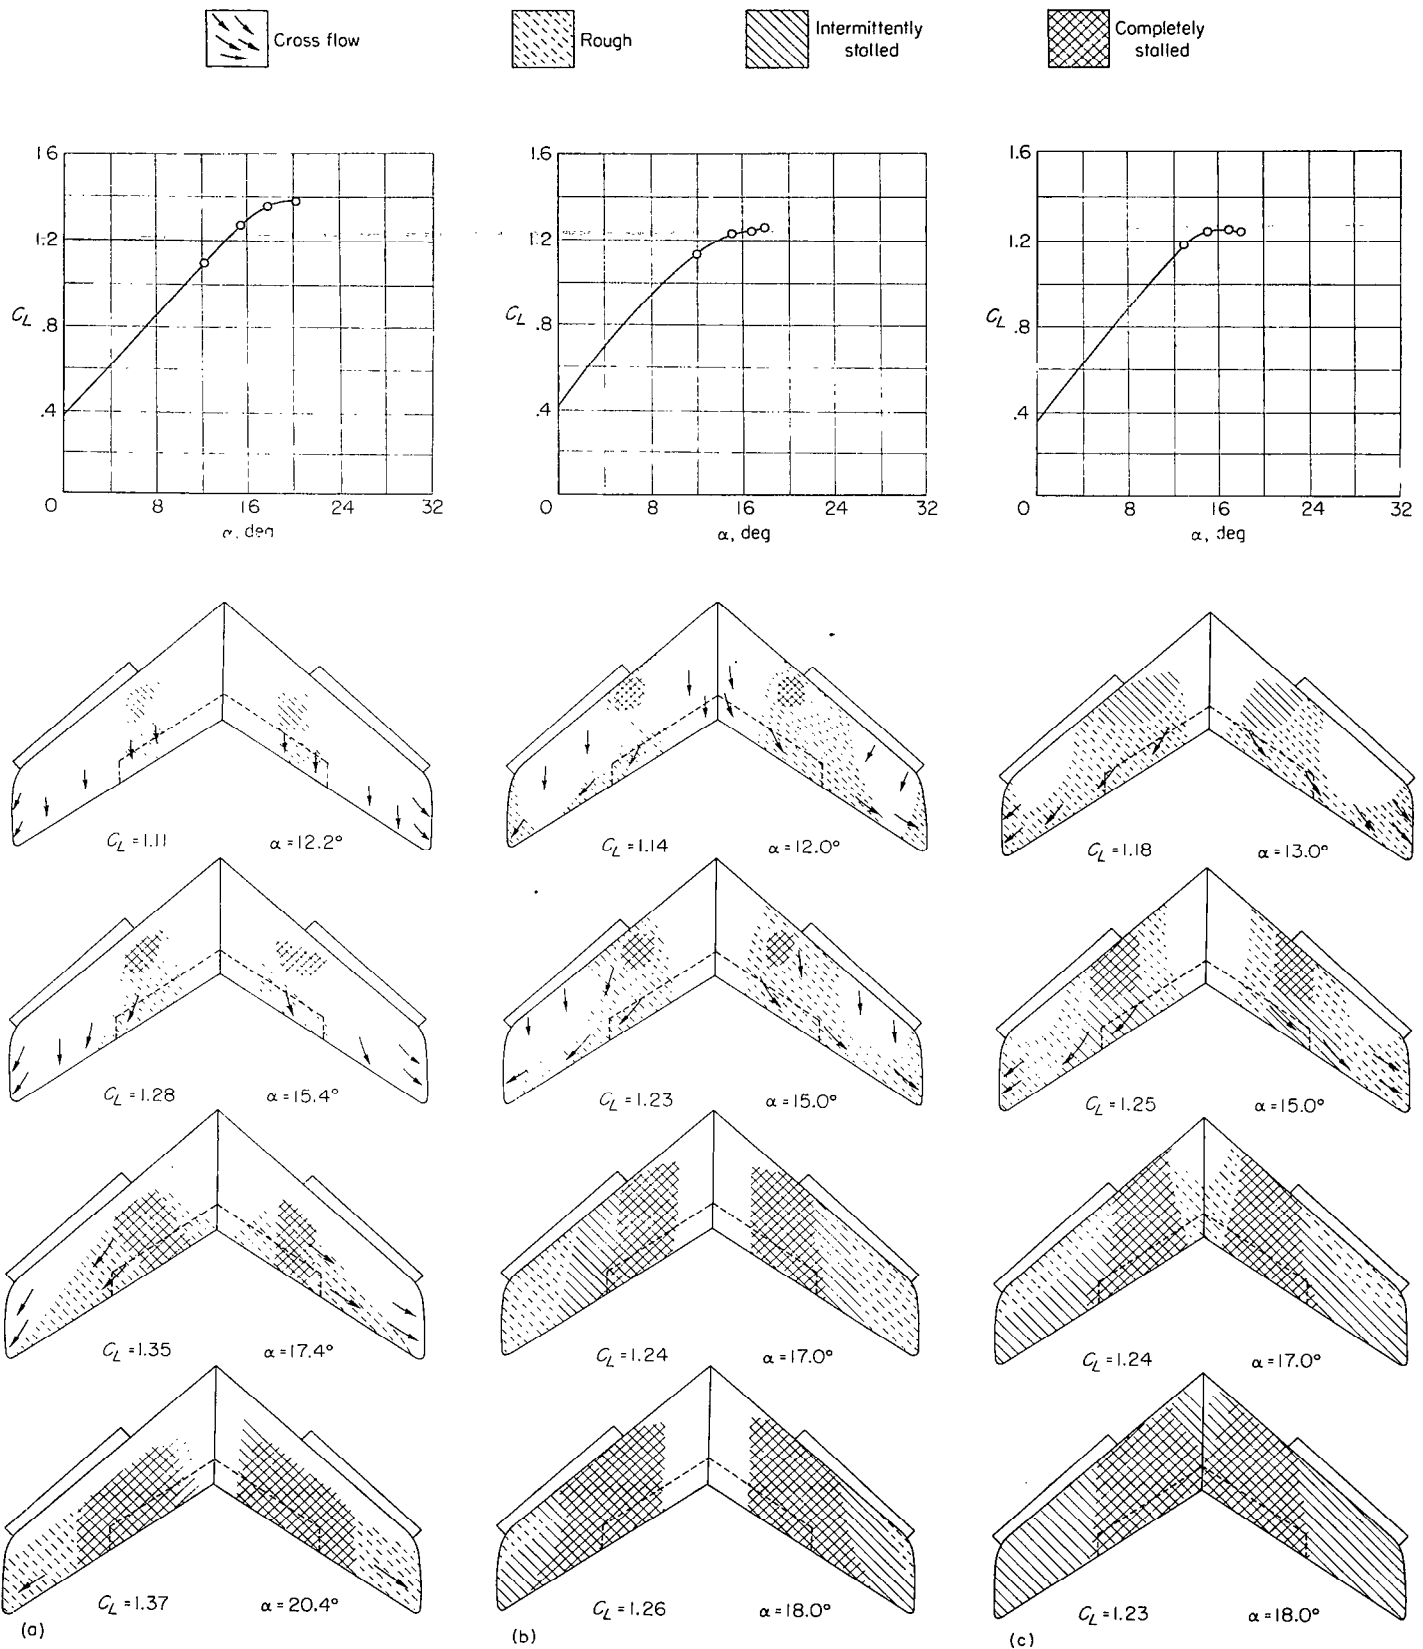 Cross flow
Rough
Intermittently
stalled
Completely
stalled
1.6
1.2
C_L
.8
.4
0 8 16 24 32
α, deg
1.6
1.2
C_L
.8
.4
0 8 16 24 32
α, deg
1.6
1.2
C_L
.8
.4
0 8 16 24 32
α, deg
C_L = 1.11 α = 12.2°
C_L = 1.14 α = 12.0°
C_L = 1.18 α = 13.0°
C_L = 1.28 α = 15.4°
C_L = 1.23 α = 15.0°
C_L = 1.25 α = 15.0°
C_L = 1.35 α = 17.4°
C_L = 1.24 α = 17.0°
C_L = 1.24 α = 17.0°
C_L = 1.37 α = 20.4°
C_L = 1.26 α = 18.0°
C_L = 1.23 α = 18.0°
(a)
(b)
(c)